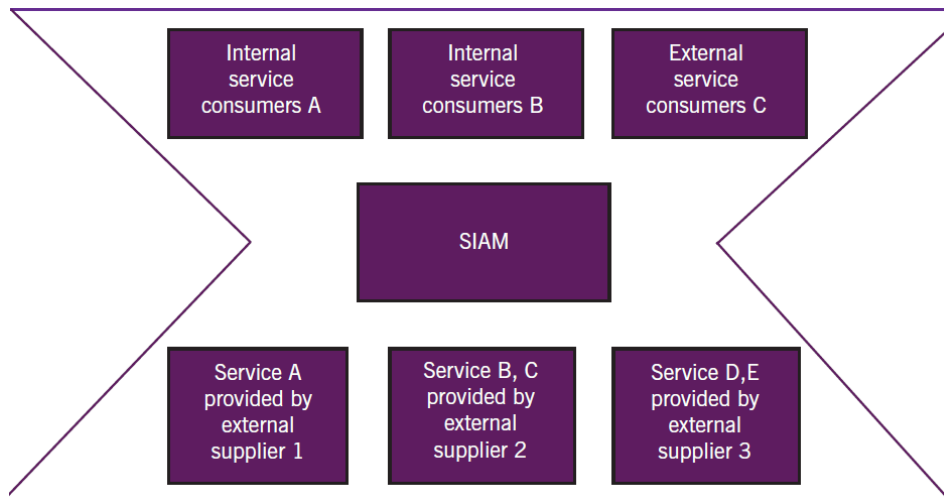 Internal
service
consumers A
Internal
service
consumers B
External
service
consumers C
SIAM
Service A
provided by
external
supplier 1
Service B, C
provided by
external
supplier 2
Service D,E
provided by
external
supplier 3